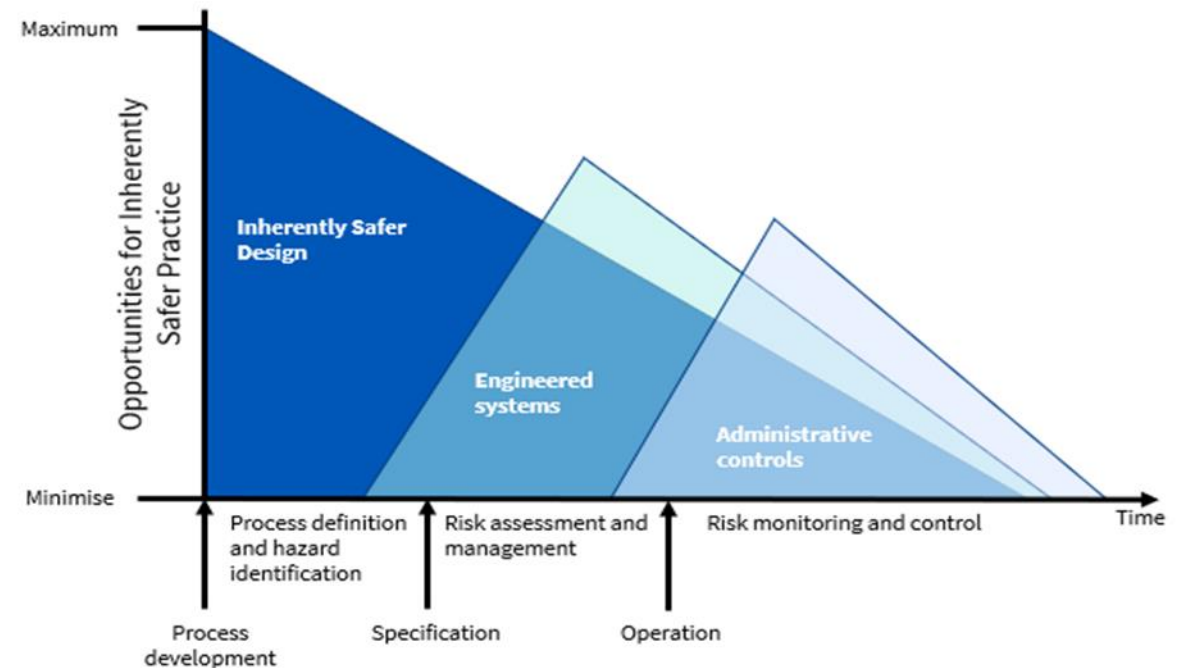 Maximum
Opportunities for Inherently
Safer Practice
Inherently Safer
Design
Engineered
systems
Administrative
controls
Minimise
Time
Process definition
and hazard
identification
Risk assessment and
management
Risk monitoring and control
Process
development
Specification
Operation